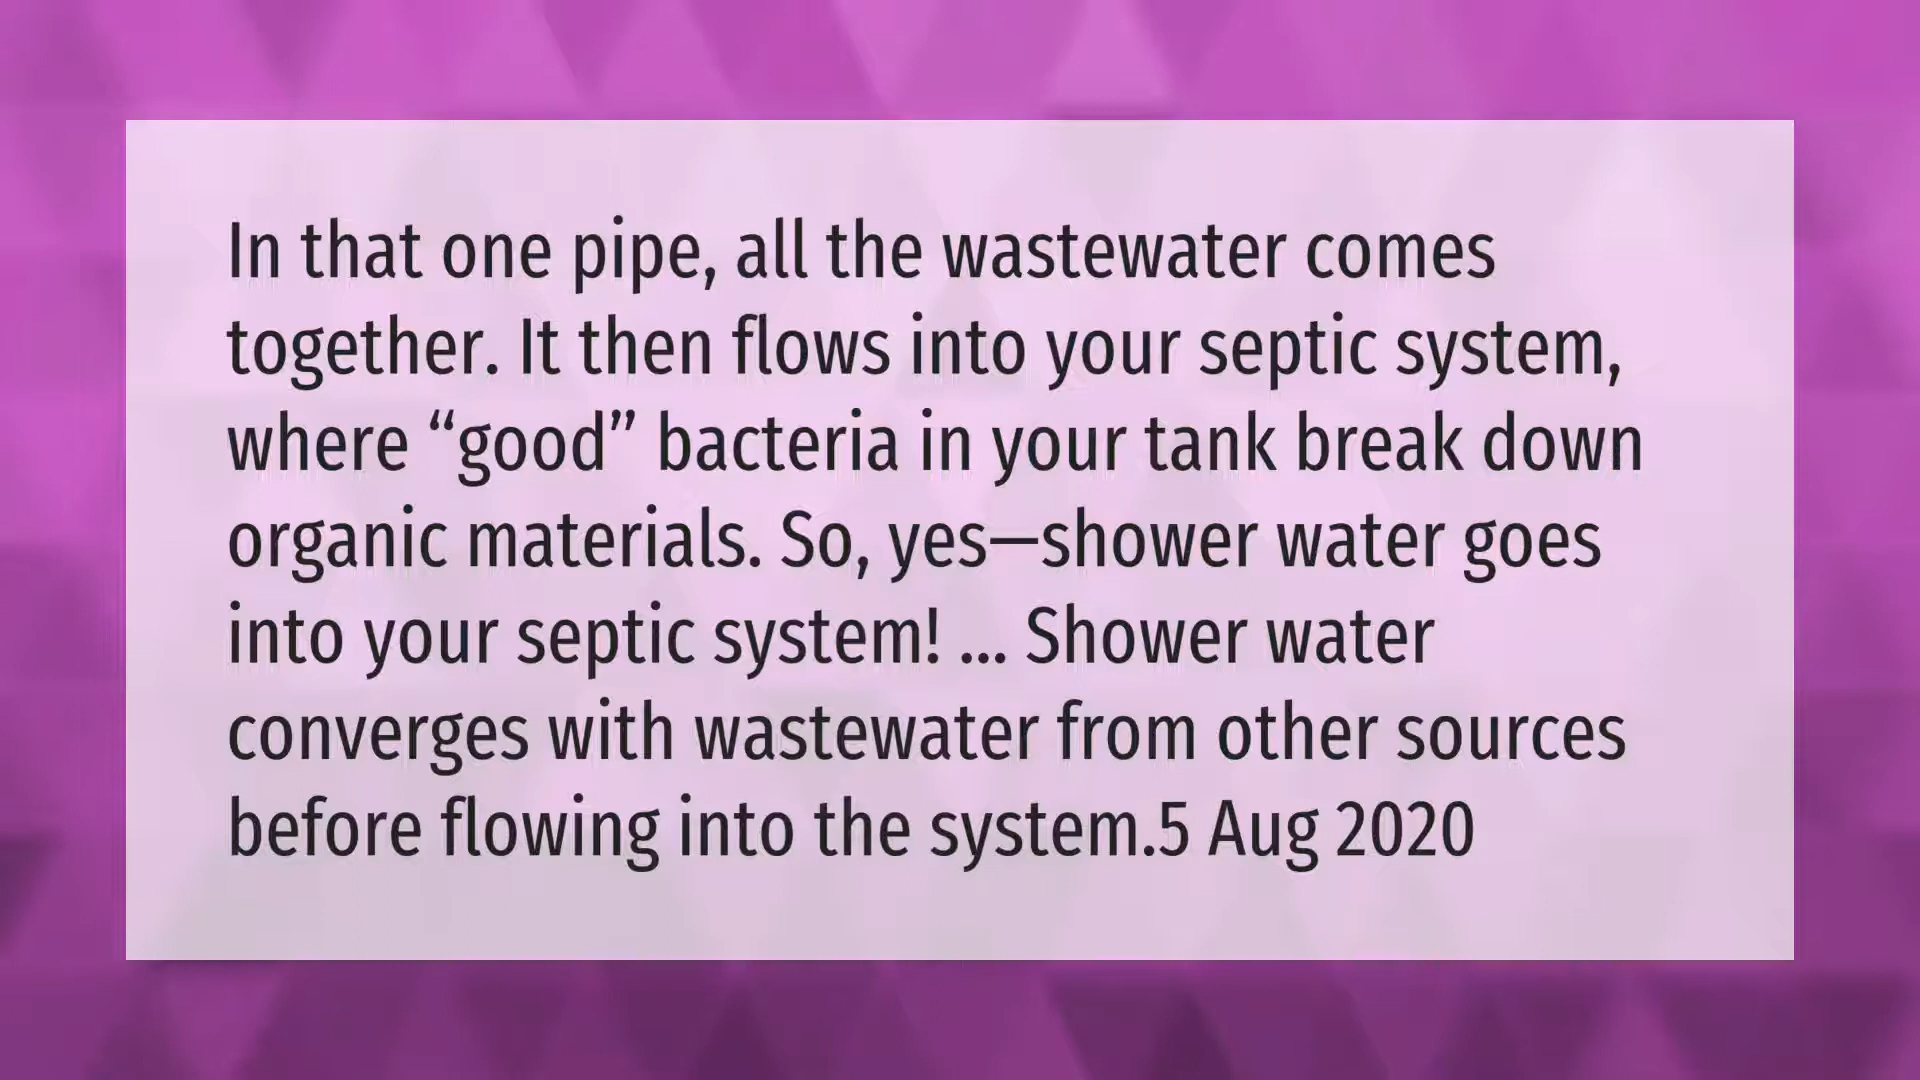 In that one pipe, all the wastewater comes
together. It then flows into your septic system,
where “good” bacteria in your tank break down
organic materials. So, yes—shower water goes
into your septic system! ... Shower water
converges with wastewater from other sources
before flowing into the system.5 Aug 2020